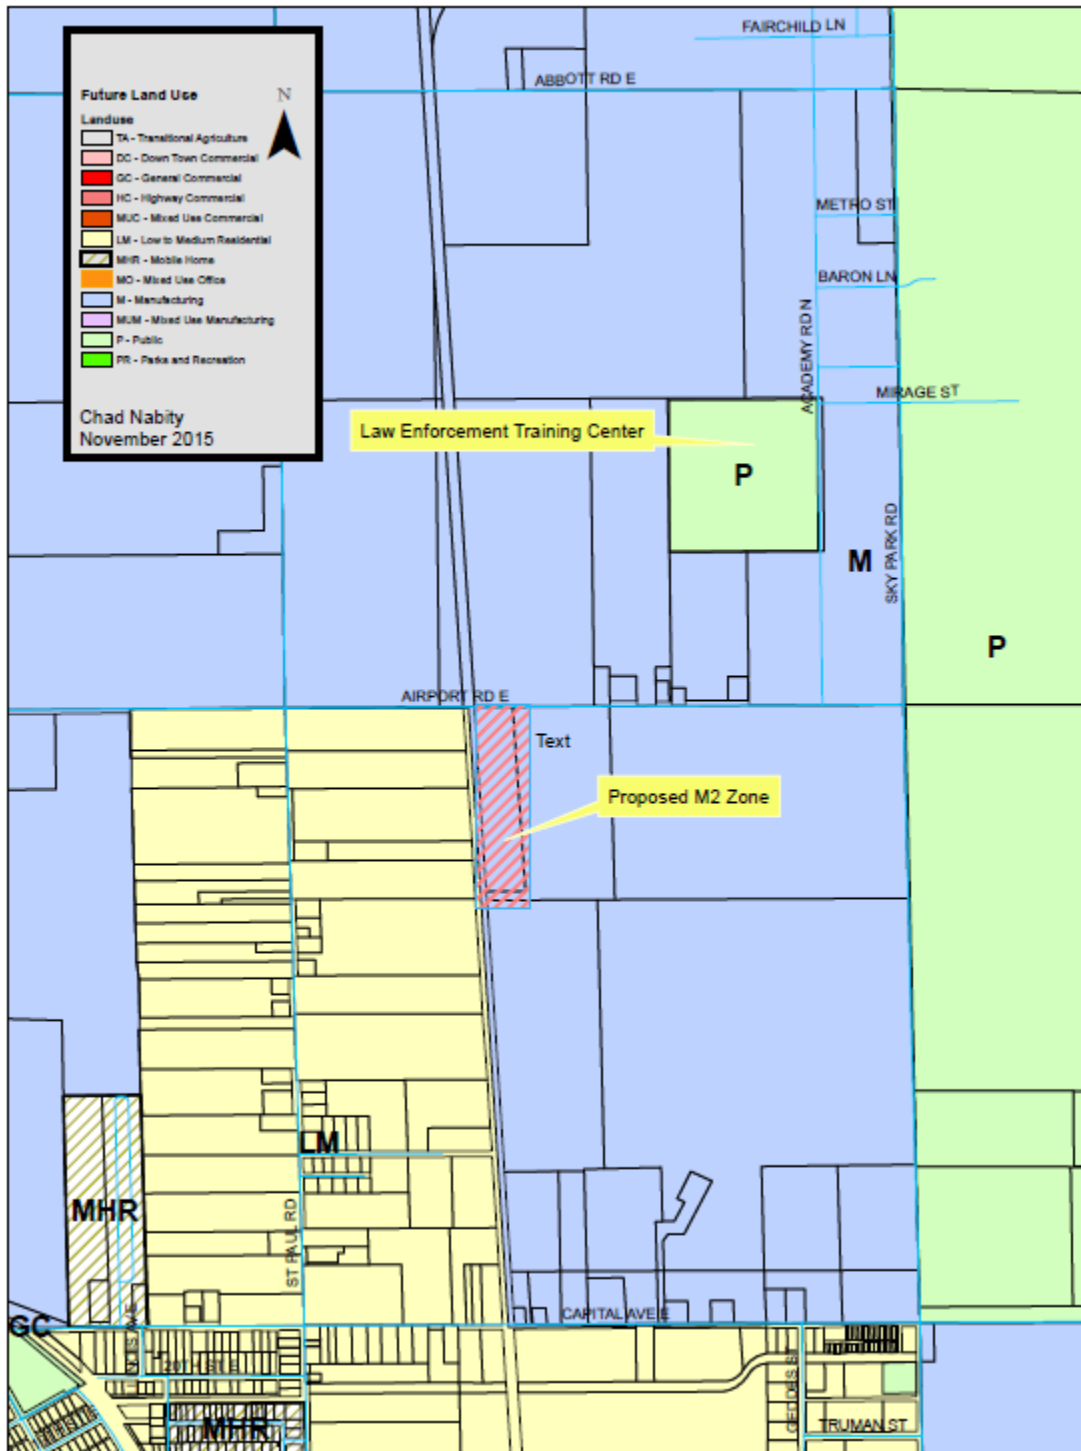 FAIRCHILD LN
ABBOTT RD E
Future Land Use
N
Landuse
TA - Transitional Agriculture
DC - Down Town Commercial
GC - General Commercial
HC - Highway Commercial
MUC - Mixed Use Commercial
LM - Low to Medium Residential
MHR - Mobile Home
MO - Mixed Use Office
M - Manufacturing
MUM - Mixed Use Manufacturing
P - Public
PR - Parks and Recreation
Chad Nabity
November 2015
METRO ST
BARON LN
ACADEMY RD N
MIRAGE ST
Law Enforcement Training Center
P
M
SKY PARK RD
P
AIRPORT RD E
Text
Proposed M2 Zone
LM
MHR
ST PAUL RD
CAPITAL AVE E
GC
20TH ST E
GEDDES ST
MHR
TRUMAN ST